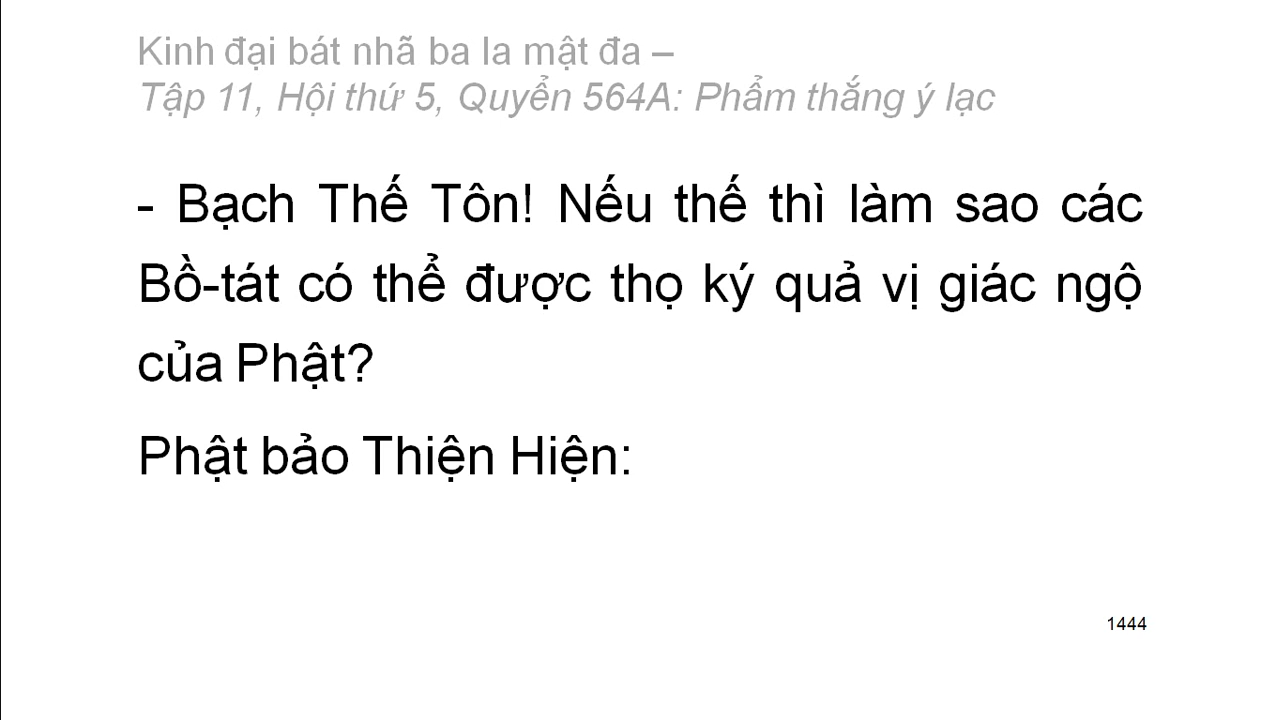 Kinh đại bát nhã ba la mật đa –
Tập 11, Hội thứ 5, Quyển 564A: Phẩm thắng ý lạc
- Bạch Thế Tôn! Nếu thế thì làm sao các
Bồ-tát có thể được thọ ký quả vị giác ngộ
của Phật?
Phật bảo Thiện Hiện:
1444